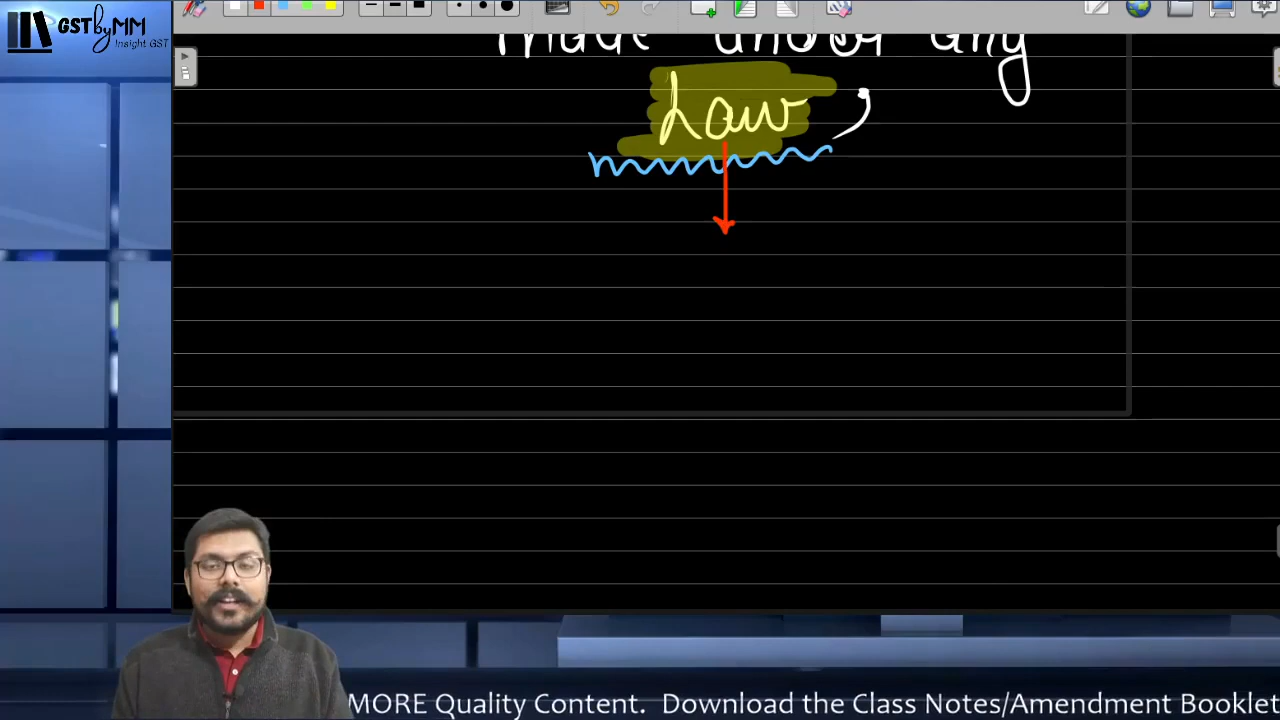 GSTbyMM
Insight GST
made under any
Law,
MORE Quality Content. Download the Class Notes/Amendment Booklet